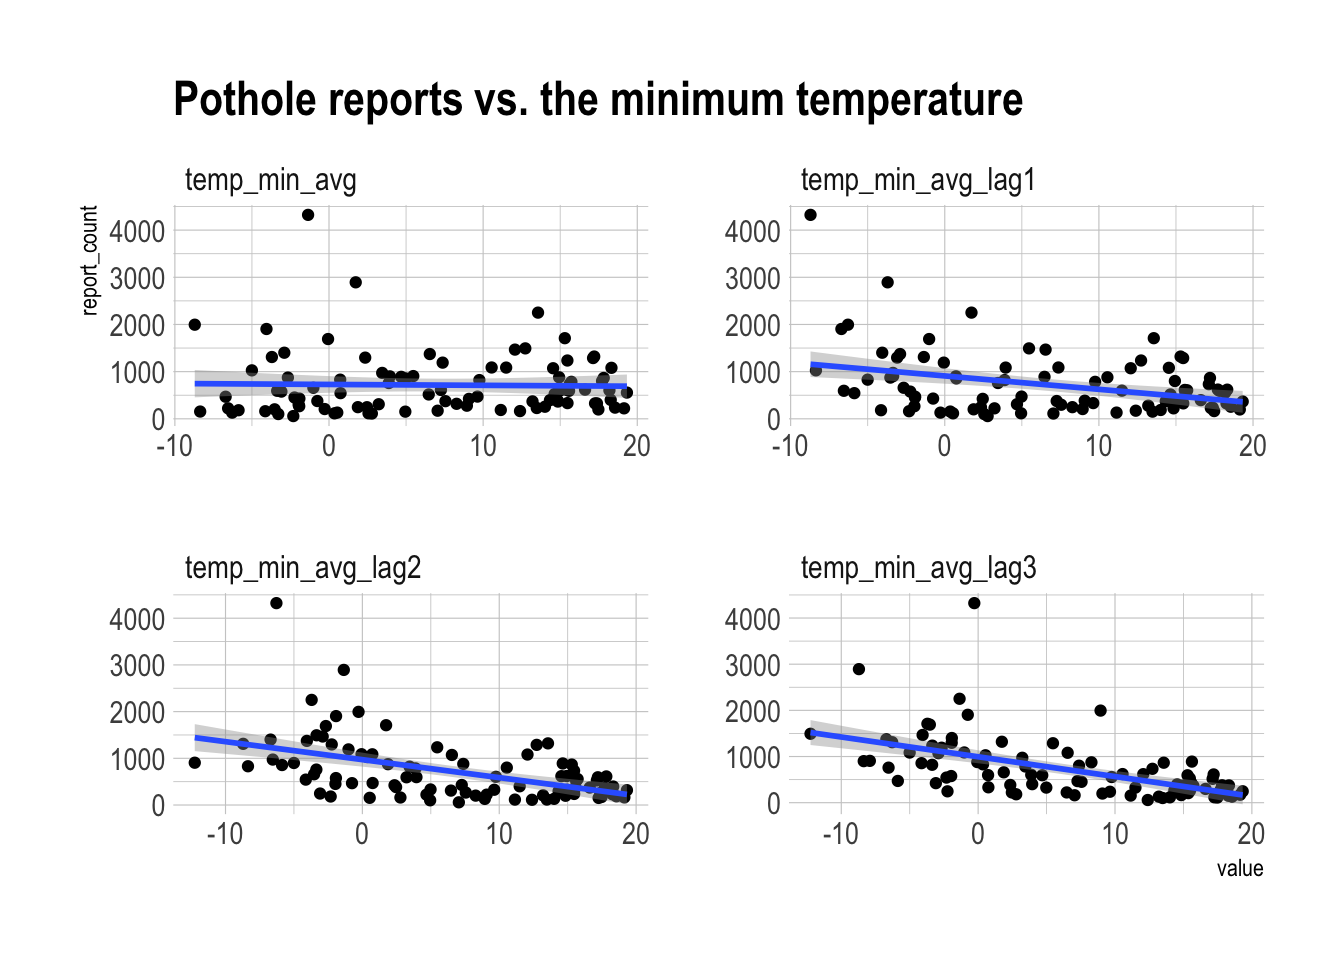 Pothole reports vs. the minimum temperature
temp_min_avg
temp_min_avg_lag1
report_count
4000
3000
2000
1000
0
-10 0 10 20
4000
3000
2000
1000
0
-10 0 10 20
temp_min_avg_lag2
temp_min_avg_lag3
4000
3000
2000
1000
0
-10 0 10 20
4000
3000
2000
1000
0
-10 0 10 20
value